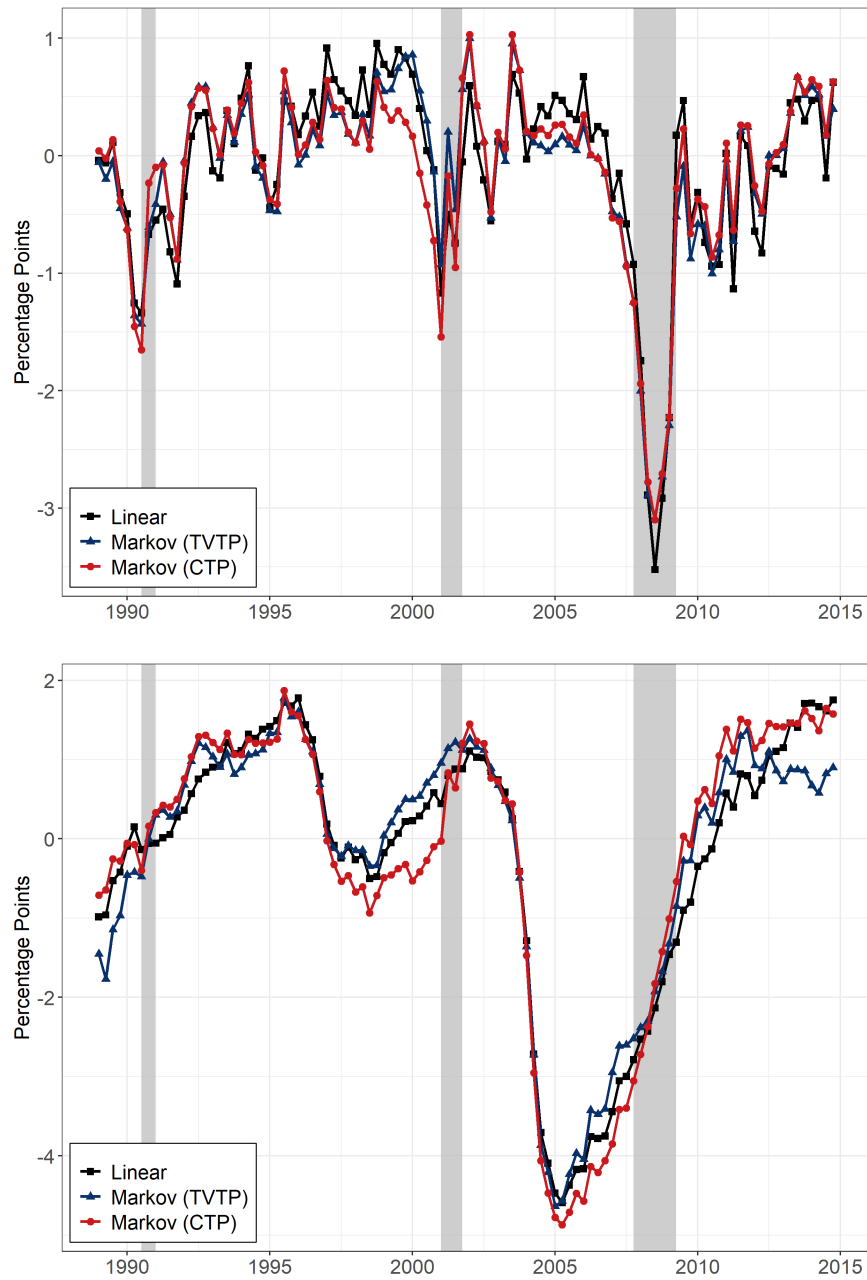 1
0
-1
-2
-3
Percentage Points
Linear
Markov (TVTP)
Markov (CTP)
1990 1995 2000 2005 2010 2015
2
0
-2
-4
Percentage Points
Linear
Markov (TVTP)
Markov (CTP)
1990 1995 2000 2005 2010 2015